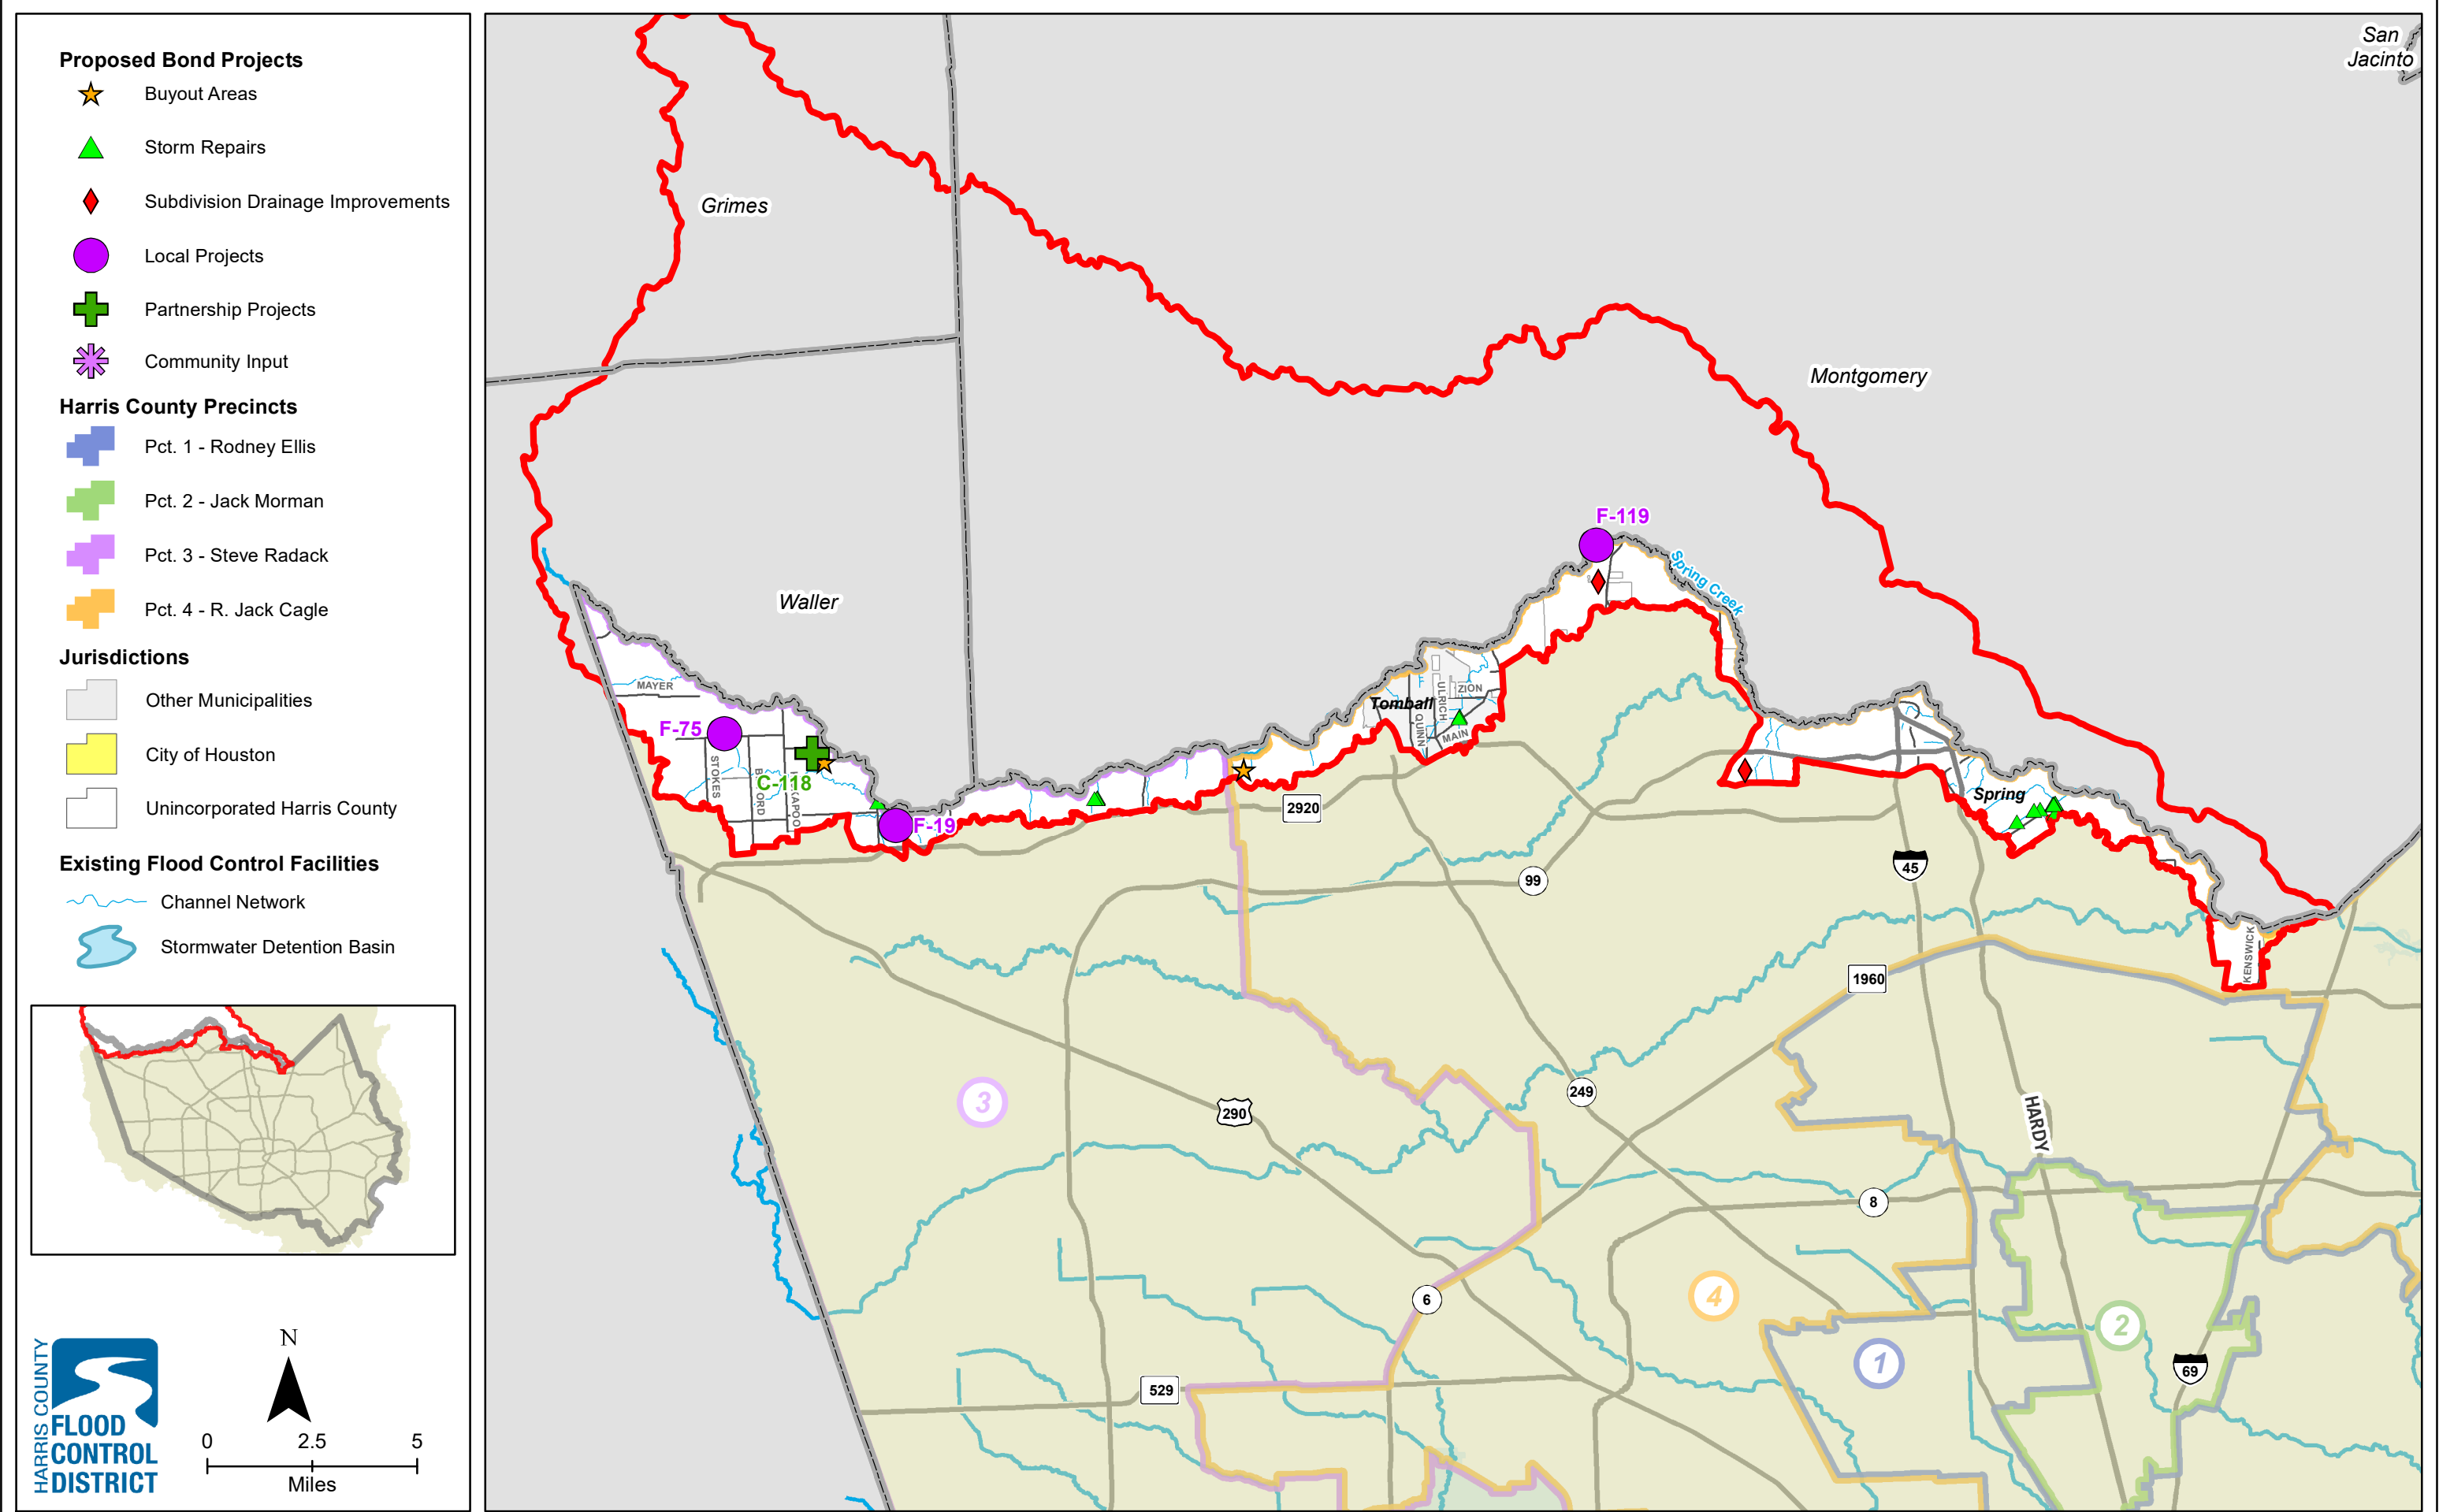 Proposed Bond Projects
Buyout Areas
Storm Repairs
Subdivision Drainage Improvements
Local Projects
Partnership Projects
Community Input
Harris County Precincts
Pct. 1 - Rodney Ellis
Pct. 2 - Jack Morman
Pct. 3 - Steve Radack
Pct. 4 - R. Jack Cagle
Jurisdictions
Other Municipalities
City of Houston
Unincorporated Harris County
Existing Flood Control Facilities
Channel Network
Stormwater Detention Basin
HARRIS COUNTY
FLOOD
CONTROL
DISTRICT
N
0 2.5 5
Miles
San
Jacinto
Grimes
Montgomery
Waller
F-119
Spring Creek
MAYER
F-75
STOKES
C-118
F-19
Tomball
ULRICH
ZION
QUINN
MAIN
2920
Spring
99
45
KENSWICK
1960
3
290
249
HARDY
8
6
4
2
1
529
69